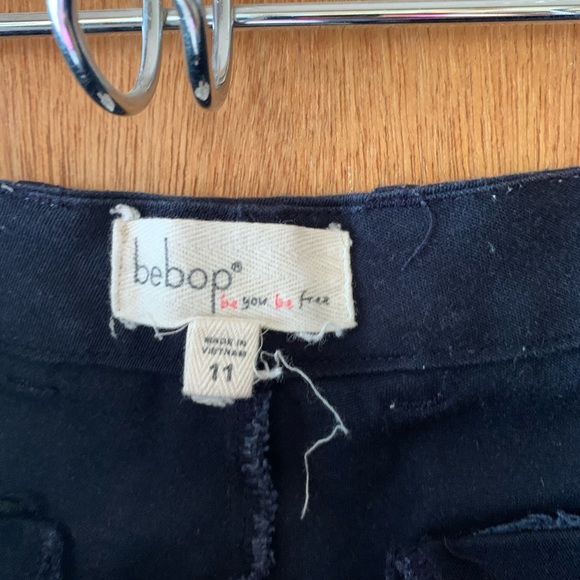 bebop®
be you be free
MADE IN
VIETNAM
11